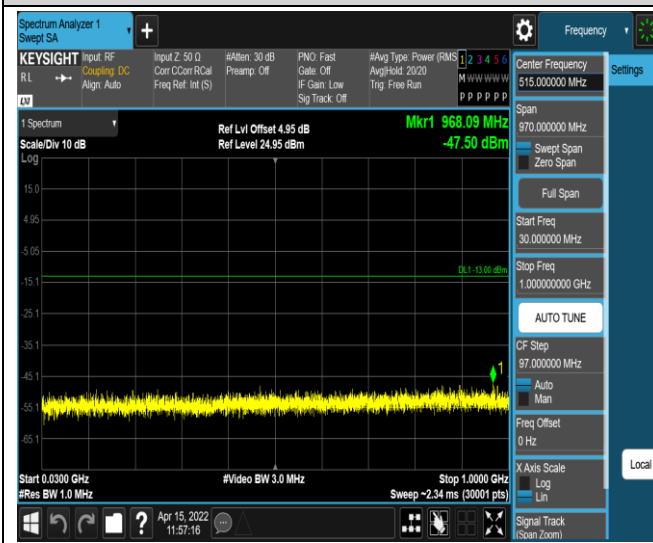 Spectrum Analyzer 1
Swept SA
+
Frequency
KEYSIGHT
RL
LXI
Input: RF
Coupling: DC
Align: Auto
Input Z: 50 Ω
Corr CCorr RCal
Freq Ref: Int (S)
#Atten: 30 dB
Preamp: Off
PNO: Fast
Gate: Off
IF Gain: Low
Sig Track: Off
#Avg Type: Power (RMS
Avg|Hold: 20/20
Trig: Free Run
1 2 3 4 5 6
M W W W W W
P P P P P P
1 Spectrum
Scale/Div 10 dB
Log
Ref Lvl Offset 4.95 dB
Ref Level 24.95 dBm
Mkr1 968.09 MHz
-47.50 dBm
15.0
4.95
-5.05
-15.1
-25.1
-35.1
-45.1
-55.1
-65.1
DL1 -13.00 dBm
1
Start 0.0300 GHz
#Res BW 1.0 MHz
#Video BW 3.0 MHz
Stop 1.0000 GHz
Sweep ~2.34 ms (30001 pts)
?
Apr 15, 2022
11:57:16
Center Frequency
515.000000 MHz
Settings
Span
970.000000 MHz
Swept Span
Zero Span
Full Span
Start Freq
30.000000 MHz
Stop Freq
1.000000000 GHz
AUTO TUNE
CF Step
97.000000 MHz
Auto
Man
Freq Offset
0 Hz
X Axis Scale
Log
Lin
Local
Signal Track
(Span Zoom)